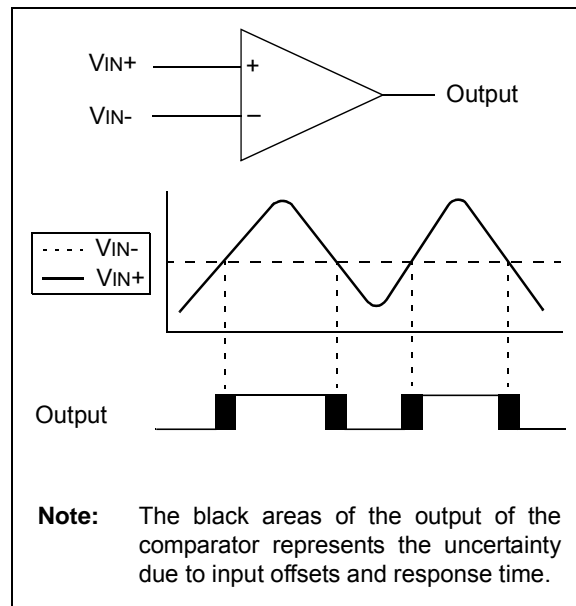 VIN+
+
Output
VIN-
–
VIN-
VIN+
Output
Note: The black areas of the output of the
comparator represents the uncertainty
due to input offsets and response time.